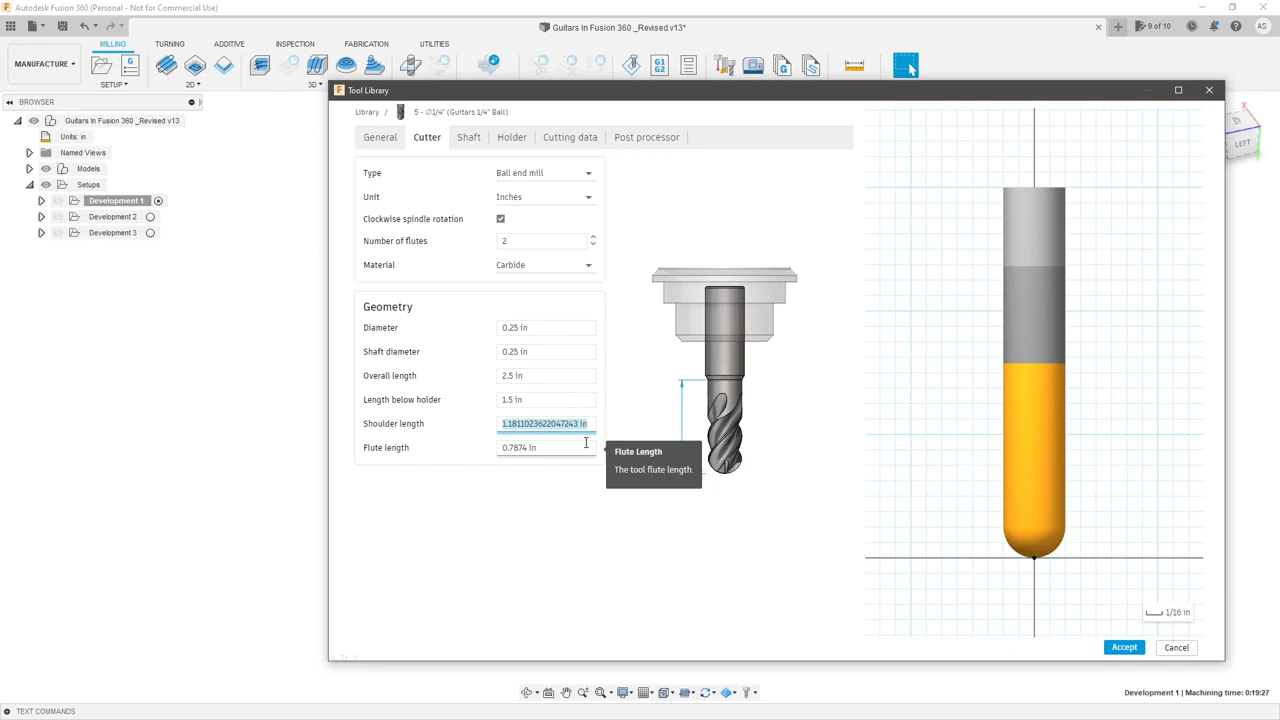 Autodesk Fusion 360 (Personal - Not for Commercial Use)
Guitars In Fusion 360 _Revised v13*
9 of 10
AS
MILLING TURNING ADDITIVE INSPECTION FABRICATION UTILITIES
MANUFACTURE
G
G1
G2
G
SETUP 2D 3D
BROWSER
Guitars In Fusion 360 _Revised v13
Units: in
Named Views
Models
Setups
Development 1
Development 2
Development 3
X
LEFT
Tool Library
Library / 5 - ∅1/4" (Guitars 1/4" Ball)
General Cutter Shaft Holder Cutting data Post processor
Type Ball end mill
Unit Inches
Clockwise spindle rotation
Number of flutes 2
Material Carbide
Geometry
Diameter 0.25 in
Shaft diameter 0.25 in
Overall length 2.5 in
Length below holder 1.5 in
Shoulder length 1.1811023622047243 in
Flute length 0.7874 in
Flute Length
The tool flute length.
1/16 in
Accept Cancel
Development 1 | Machining time: 0:19:27
TEXT COMMANDS